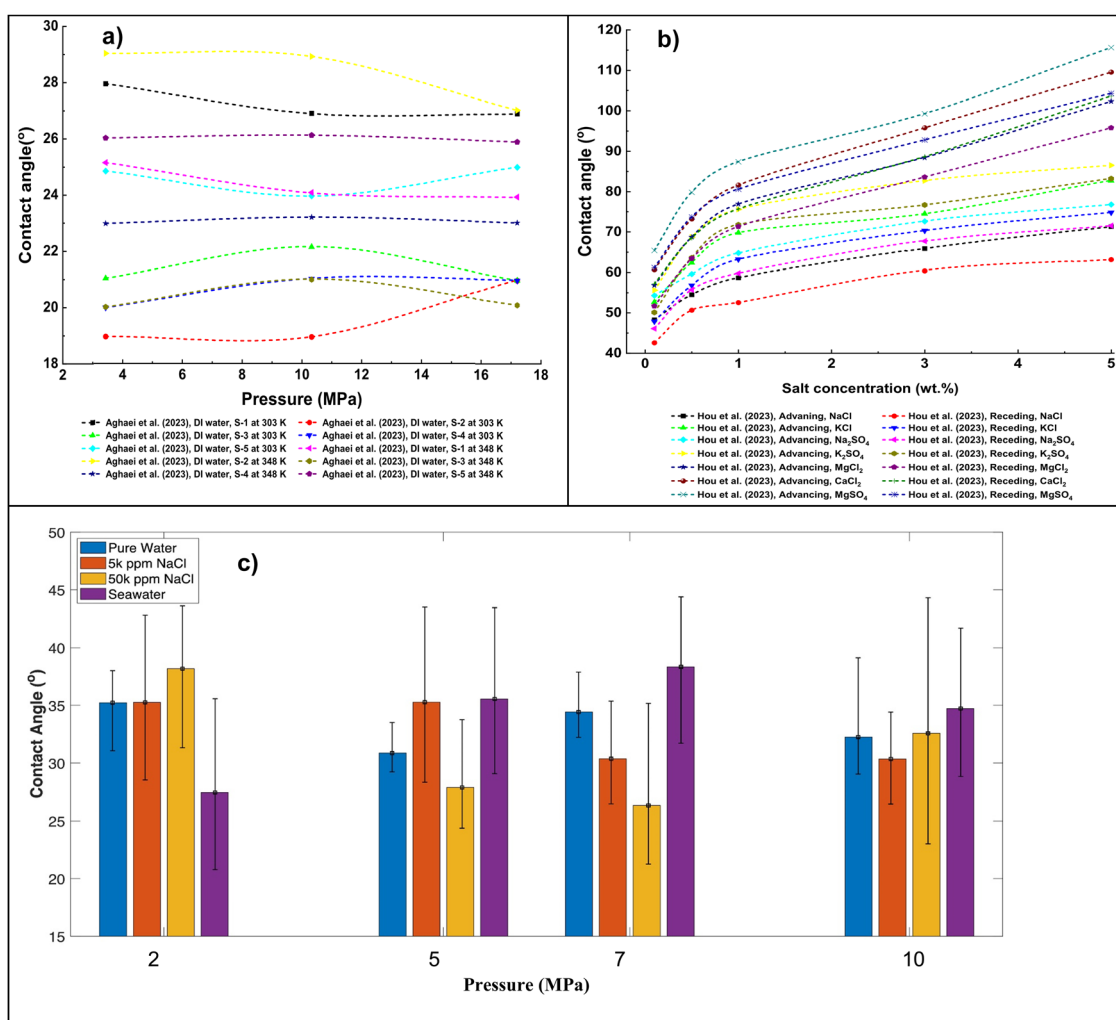 a)
30
28
26
24
22
20
18
Contact angle(º)
2 4 6 8 10 12 14 16 18
Pressure (MPa)
Aghaei et al. (2023), DI water, S-1 at 303 K
Aghaei et al. (2023), DI water, S-2 at 303 K
Aghaei et al. (2023), DI water, S-3 at 303 K
Aghaei et al. (2023), DI water, S-4 at 303 K
Aghaei et al. (2023), DI water, S-5 at 303 K
Aghaei et al. (2023), DI water, S-1 at 348 K
Aghaei et al. (2023), DI water, S-2 at 348 K
Aghaei et al. (2023), DI water, S-3 at 348 K
Aghaei et al. (2023), DI water, S-4 at 348 K
Aghaei et al. (2023), DI water, S-5 at 348 K
b)
120
110
100
90
80
70
60
50
40
Contact angle (º)
0 1 2 3 4 5
Salt concentration (wt.%)
Hou et al. (2023), Advaning, NaCl
Hou et al. (2023), Receding, NaCl
Hou et al. (2023), Advancing, KCl
Hou et al. (2023), Receding, KCl
Hou et al. (2023), Advancing, Na₂SO₄
Hou et al. (2023), Receding, Na₂SO₄
Hou et al. (2023), Advancing, K₂SO₄
Hou et al. (2023), Receding, K₂SO₄
Hou et al. (2023), Advancing, MgCl₂
Hou et al. (2023), Receding, MgCl₂
Hou et al. (2023), Advancing, CaCl₂
Hou et al. (2023), Receding, CaCl₂
Hou et al. (2023), Advancing, MgSO₄
Hou et al. (2023), Receding, MgSO₄
c)
Pure Water
5k ppm NaCl
50k ppm NaCl
Seawater
50
45
40
35
30
25
20
15
Contact Angle (º)
2 5 7 10
Pressure (MPa)